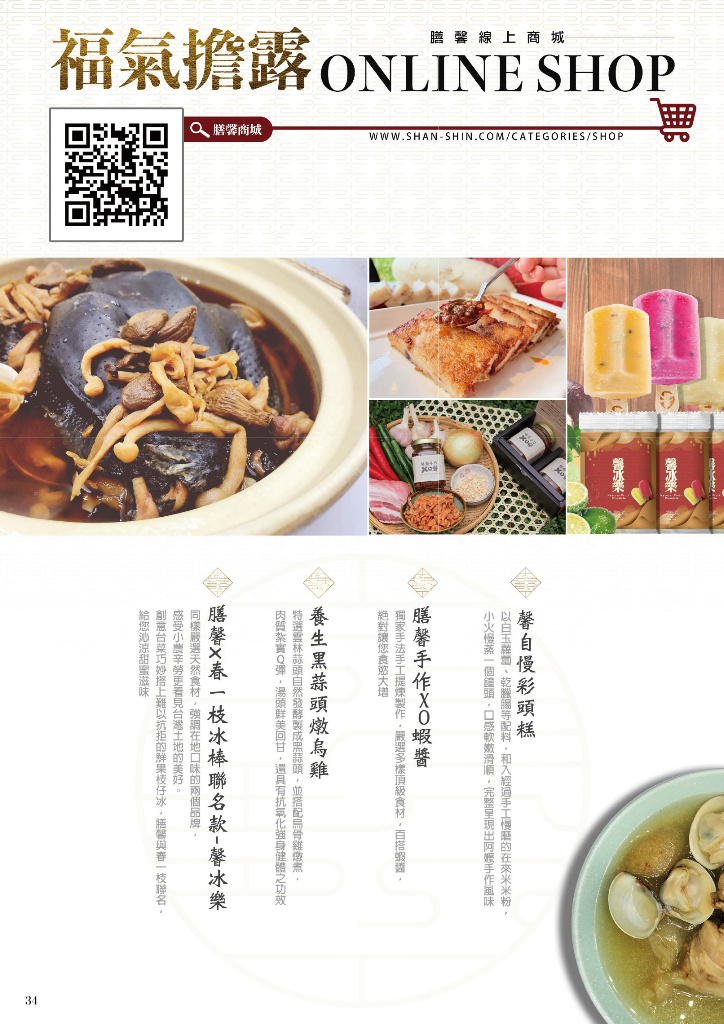 福氣擔露
膳馨線上商城
ONLINE SHOP
膳馨商城
WWW.SHAN-SHIN.COM/CATEGORIES/SHOP
馨冰樂
馨冰樂
馨自慢彩頭糕
以白玉蘿蔔、乾臘腸等配料，和入經過手工慢磨的在來米米粉，
小火慢蒸一個鐘頭，口感軟嫩滑順，完整呈現出阿嬤手作風味
膳馨手作XO蝦醬
獨家手法手工提煉製作，嚴選多樣頂級食材，百搭蝦醬，
絕對讓您食慾大增
養生黑蒜頭燉烏雞
特選雲林蒜頭自然發酵製成黑蒜頭，並搭配烏骨雞燉煮，
肉質紮實Q彈，湯頭鮮美回甘，還具有抗氧化強身健體之功效
膳馨X春一枝冰棒聯名款-馨冰樂
同樣嚴選天然食材，強調在地口味的兩個品牌，
感受小農辛勞更看見台灣土地的美好。
創意台菜巧妙搭上難以抗拒的鮮果枝仔冰，膳馨與春一枝聯名，
給您沁涼甜蜜滋味
34